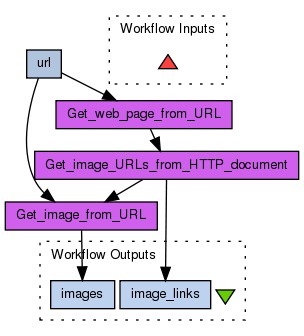 Workflow Inputs
url
Get_web_page_from_URL
Get_image_URLs_from_HTTP_document
Get_image_from_URL
Workflow Outputs
images
image_links